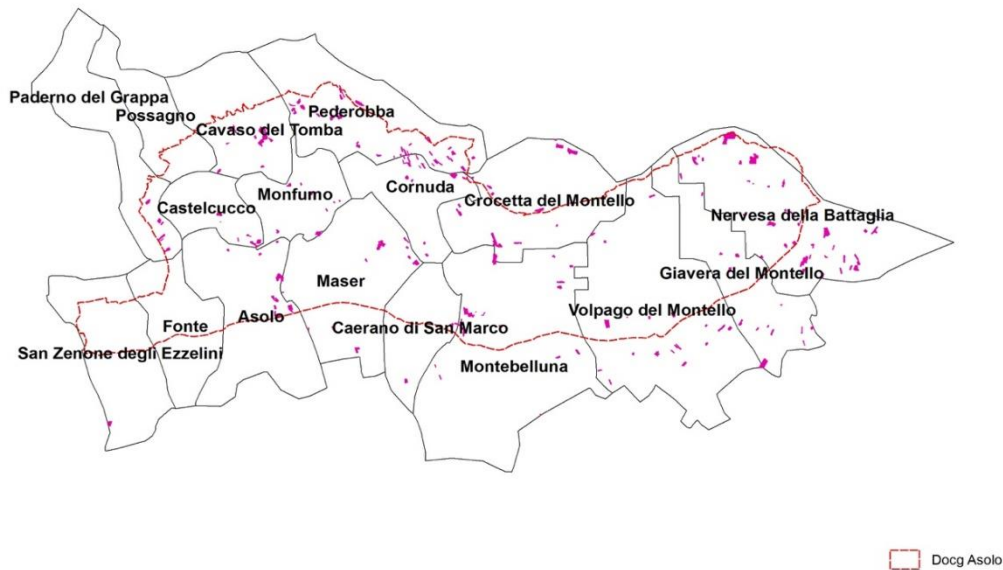 Paderno del Grappa
Possagno
Pederobba
Cavaso del Tomba
Monfumo
Cornuda
Castelcucco
Crocetta del Montello
Nervesa della Battaglia
Giavera del Montello
Maser
Asolo
Volpago del Montello
Fonte
Caerano di San Marco
San Zenone degli Ezzelini
Montebelluna
Docg Asolo